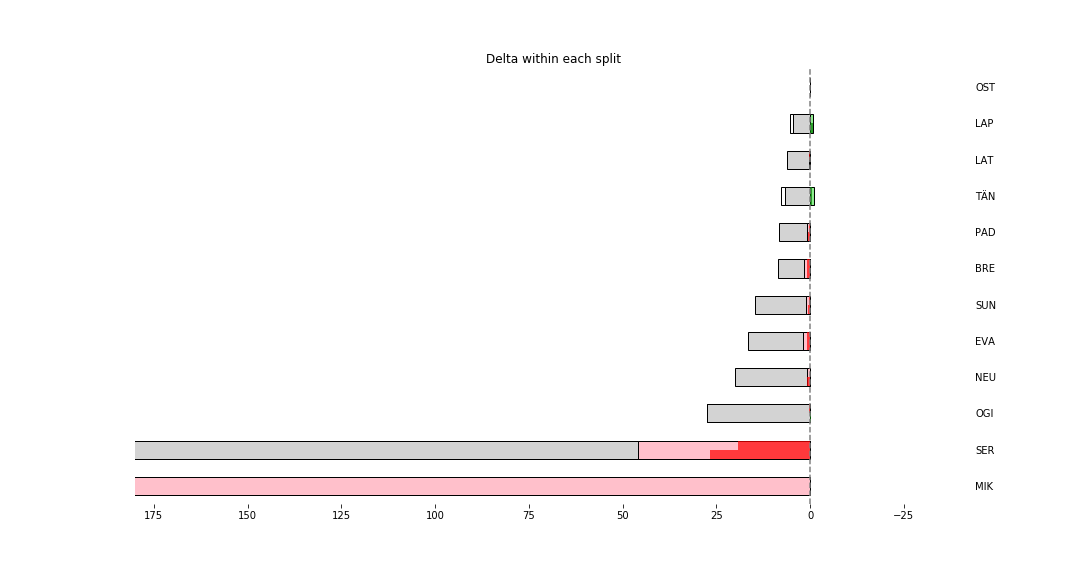 Delta within each split
OST
LAP
LAT
TÄN
PAD
BRE
SUN
EVA
NEU
OGI
SER
MIK
175 150 125 100 75 50 25 0 −25